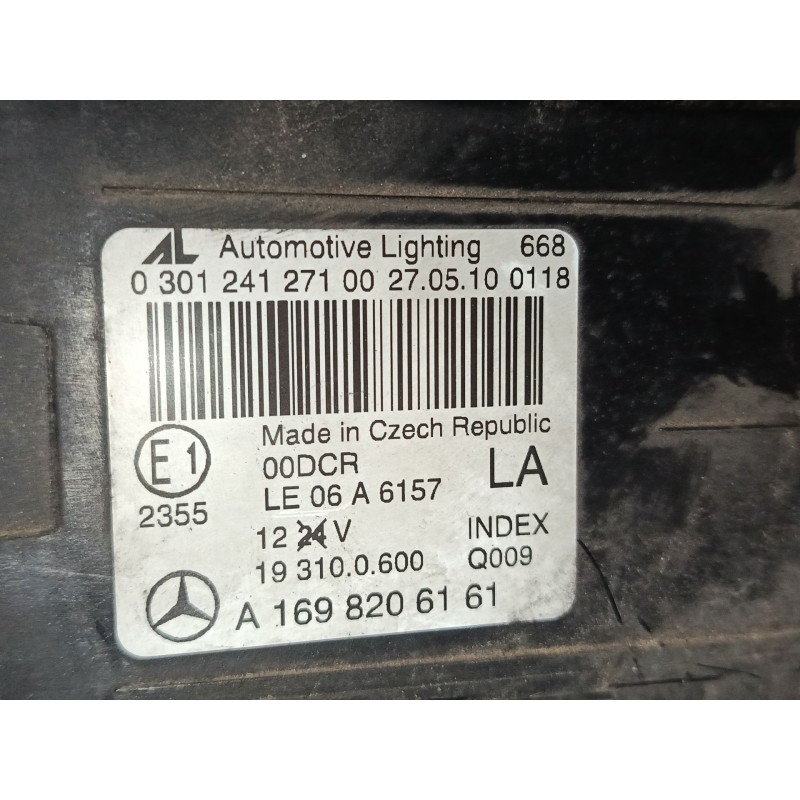 AL Automotive Lighting 668
0 301 241 271 00 27.05.10 0118
Made in Czech Republic
E1 00DCR LA
LE 06 A 6157
2355
12 24 V INDEX
19 310.0.600 Q009
A 169 820 61 61